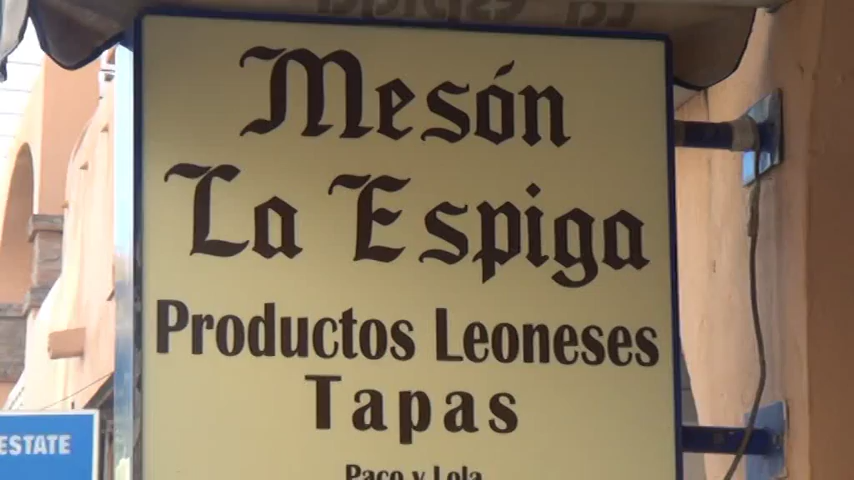 Mesón
La Espiga
Productos Leoneses
Tapas
Paco y Lola
ESTATE